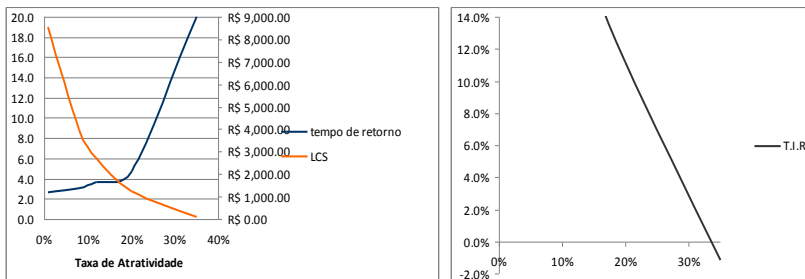 20.0
18.0
16.0
14.0
12.0
10.0
8.0
6.0
4.0
2.0
0.0
R$ 9,000.00
R$ 8,000.00
R$ 7,000.00
R$ 6,000.00
R$ 5,000.00
R$ 4,000.00
R$ 3,000.00
R$ 2,000.00
R$ 1,000.00
R$ 0.00
0% 10% 20% 30% 40%
Taxa de Atratividade
tempo de retorno
LCS
14.0%
12.0%
10.0%
8.0%
6.0%
4.0%
2.0%
0.0%
-2.0%
0% 10% 20% 30%
T.I.R